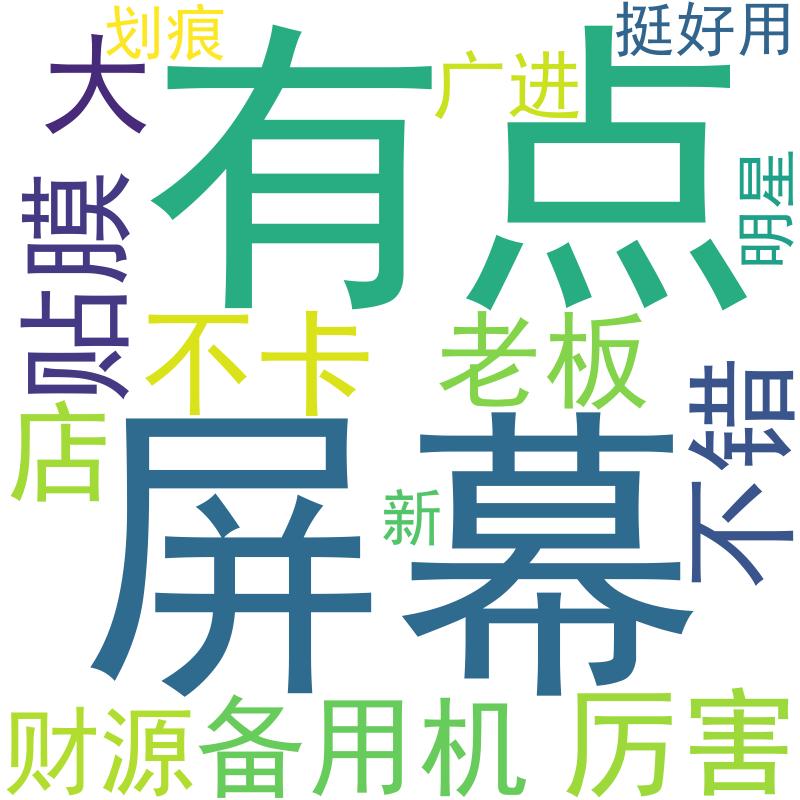 划痕
挺好用
大
有点
广进
明星
贴膜
不卡
老板
不错
店
屏幕
新
财源
备用机
厉害